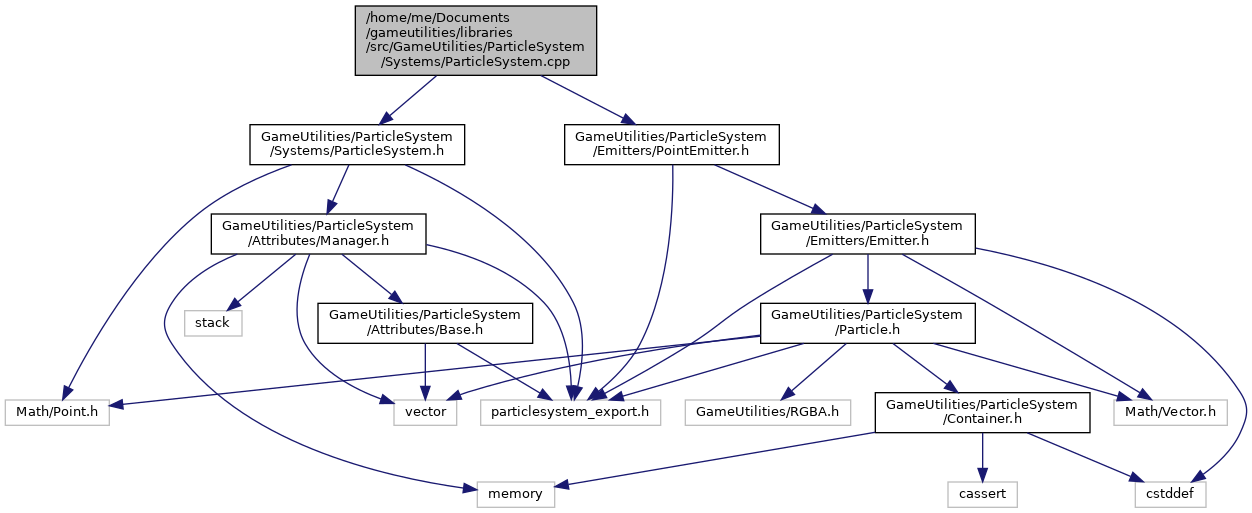 /home/me/Documents
/gameutilities/libraries
/src/GameUtilities/ParticleSystem
/Systems/ParticleSystem.cpp
GameUtilities/ParticleSystem
/Systems/ParticleSystem.h
GameUtilities/ParticleSystem
/Emitters/PointEmitter.h
GameUtilities/ParticleSystem
/Attributes/Manager.h
GameUtilities/ParticleSystem
/Emitters/Emitter.h
stack
GameUtilities/ParticleSystem
/Attributes/Base.h
GameUtilities/ParticleSystem
/Particle.h
Math/Point.h
vector
particlesystem_export.h
GameUtilities/RGBA.h
GameUtilities/ParticleSystem
/Container.h
Math/Vector.h
memory
cassert
cstddef